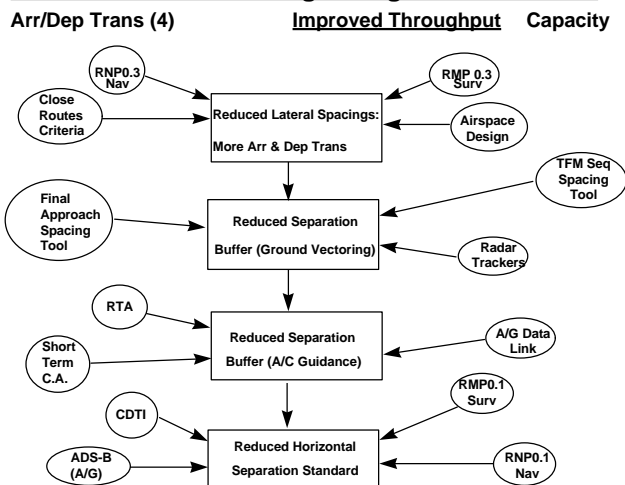 Arr/Dep Trans (4) Improved Throughput Capacity
RNP0.3
Nav
RMP 0.3
Surv
Close
Routes
Criteria
Reduced Lateral Spacings:
More Arr & Dep Trans
Airspace
Design
TFM Seq
Spacing
Tool
Final
Approach
Spacing
Tool
Reduced Separation
Buffer (Ground Vectoring)
Radar
Trackers
RTA
Short
Term
C.A.
Reduced Separation
Buffer (A/C Guidance)
A/G Data
Link
CDTI
RMP0.1
Surv
ADS-B
(A/G)
Reduced Horizontal
Separation Standard
RNP0.1
Nav